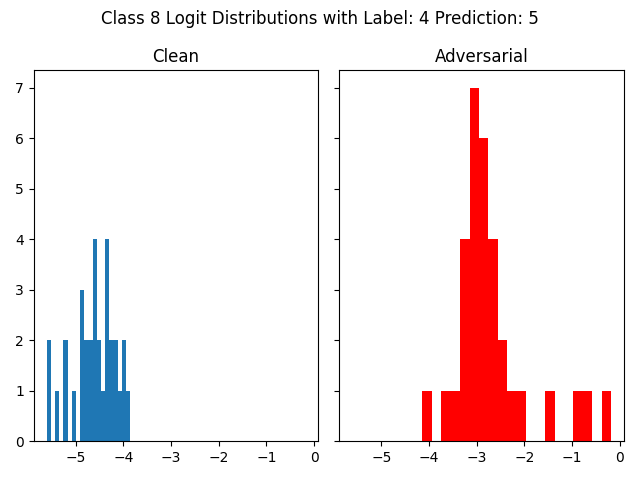 Class 8 Logit Distributions with Label: 4 Prediction: 5
Clean
Adversarial
7
6
5
4
3
2
1
0
−5 −4 −3 −2 −1 0
−5 −4 −3 −2 −1 0